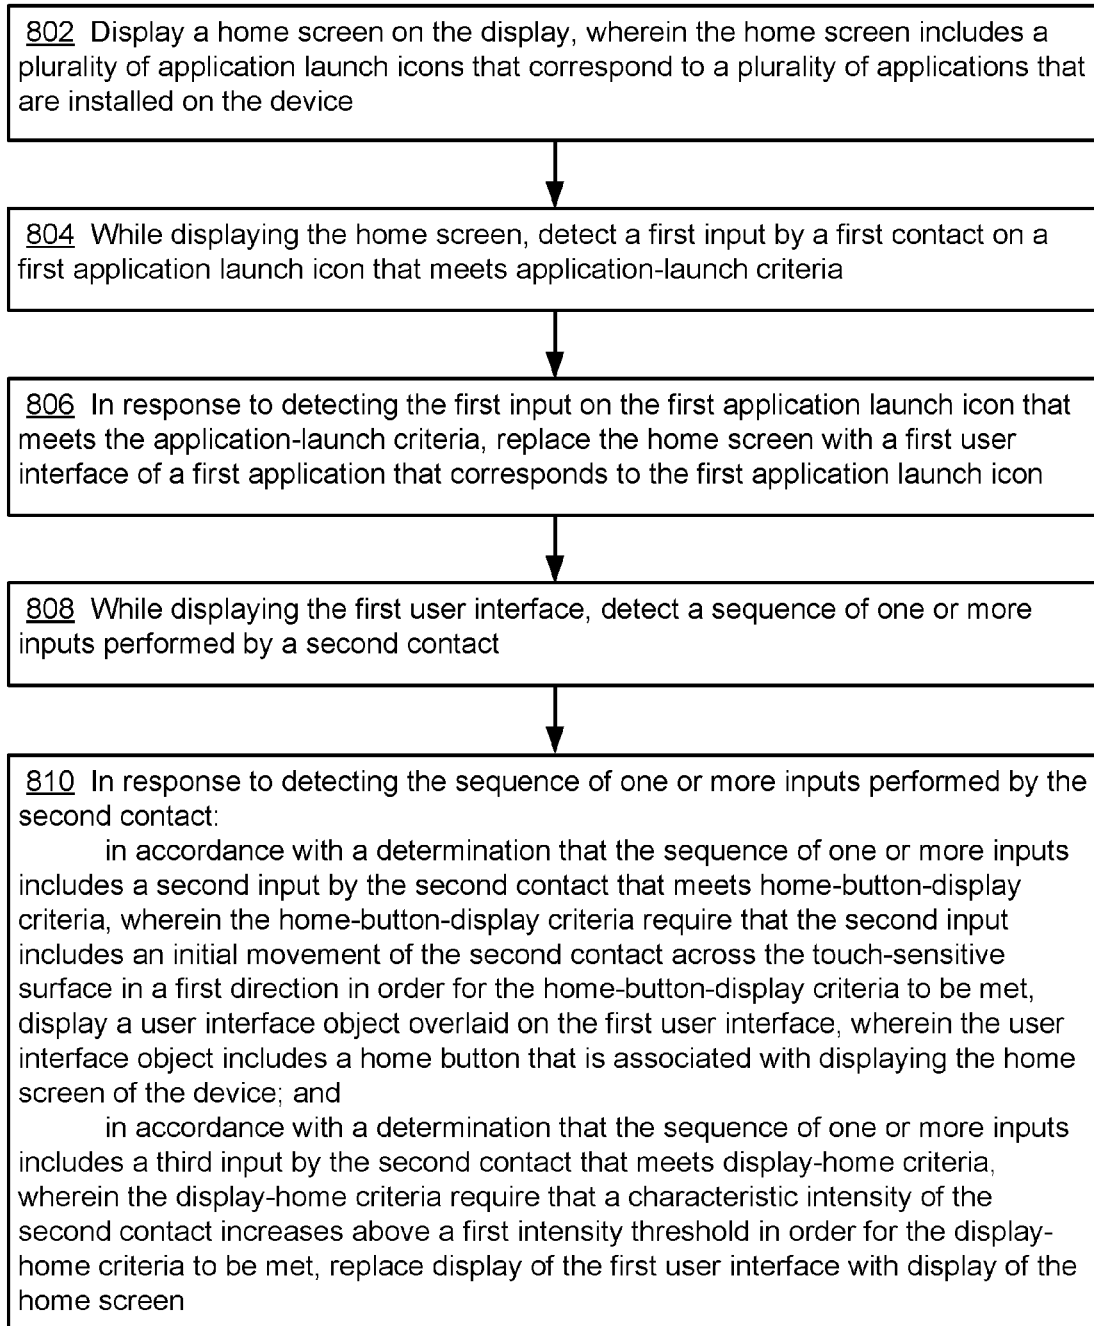 802 Display a home screen on the display, wherein the home screen includes a
plurality of application launch icons that correspond to a plurality of applications that
are installed on the device
804 While displaying the home screen, detect a first input by a first contact on a
first application launch icon that meets application-launch criteria
806 In response to detecting the first input on the first application launch icon that
meets the application-launch criteria, replace the home screen with a first user
interface of a first application that corresponds to the first application launch icon
808 While displaying the first user interface, detect a sequence of one or more
inputs performed by a second contact
810 In response to detecting the sequence of one or more inputs performed by the
second contact:
in accordance with a determination that the sequence of one or more inputs
includes a second input by the second contact that meets home-button-display
criteria, wherein the home-button-display criteria require that the second input
includes an initial movement of the second contact across the touch-sensitive
surface in a first direction in order for the home-button-display criteria to be met,
display a user interface object overlaid on the first user interface, wherein the user
interface object includes a home button that is associated with displaying the home
screen of the device; and
in accordance with a determination that the sequence of one or more inputs
includes a third input by the second contact that meets display-home criteria,
wherein the display-home criteria require that a characteristic intensity of the
second contact increases above a first intensity threshold in order for the display-
home criteria to be met, replace display of the first user interface with display of the
home screen